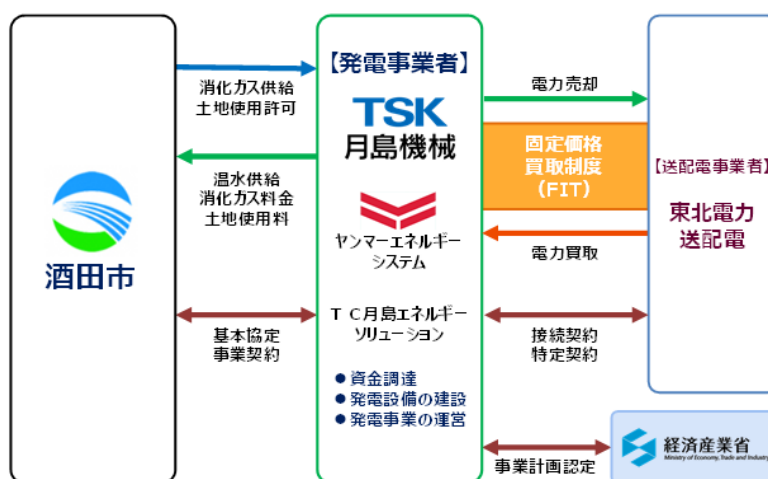 酒田市
消化ガス供給
土地使用許可
温水供給
消化ガス料金
土地使用料
基本協定
事業契約
【発電事業者】
TSK
月島機械
ヤンマーエネルギー
システム
TC月島エネルギー
ソリューション
●資金調達
●発電設備の建設
●発電事業の運営
電力売却
固定価格
買取制度
(FIT)
電力買取
接続契約
特定契約
事業計画認定
【送配電事業者】
東北電力
送配電
経済産業省
Ministry of Economy, Trade and Industry